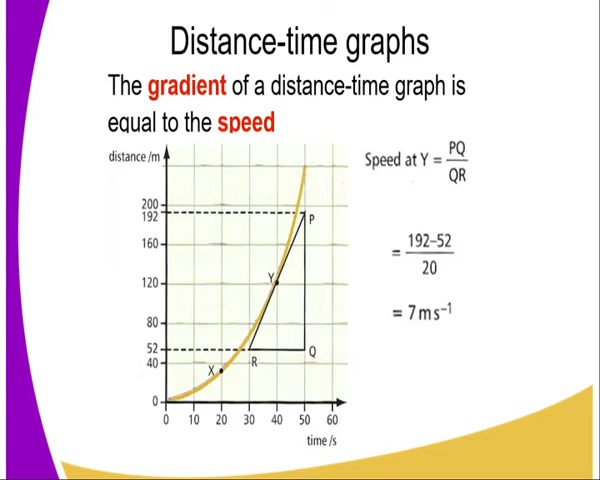 Distance-time graphs
The gradient of a distance-time graph is
equal to the speed
distance /m
200
192
160
120
80
52
40
0
P
Y
Q
R
X
0 10 20 30 40 50 60
time /s
Speed at Y = PQ
QR
= 192–52
20
= 7 m s⁻¹